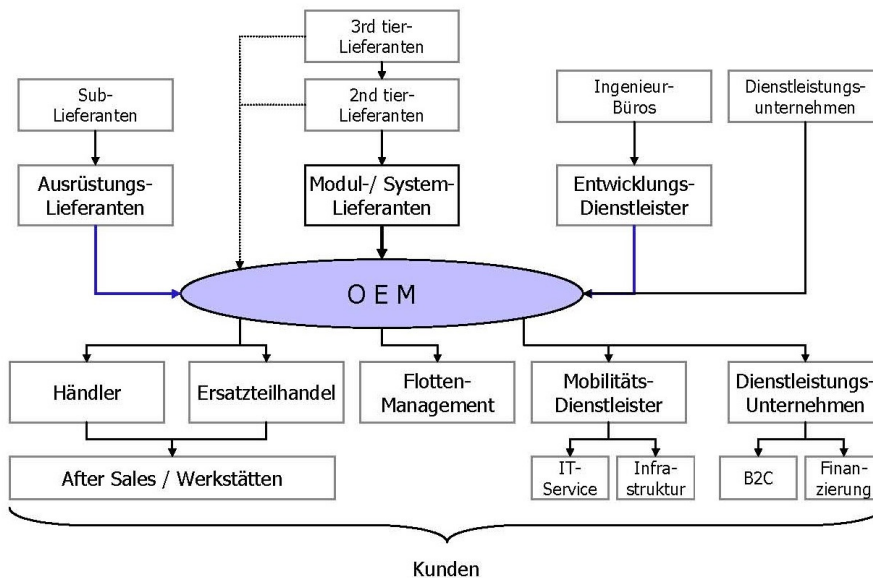 3rd tier-
Lieferanten
Sub-
Lieferanten
2nd tier-
Lieferanten
Ingenieur-
Büros
Dienstleistungs-
unternehmen
Ausrüstungs-
Lieferanten
Modul-/ System-
Lieferanten
Entwicklungs-
Dienstleister
O E M
Händler
Ersatzteilhandel
Flotten-
Management
Mobilitäts-
Dienstleister
Dienstleistungs-
Unternehmen
After Sales / Werkstätten
IT-
Service
Infra-
struktur
B2C
Finan-
zierung
Kunden